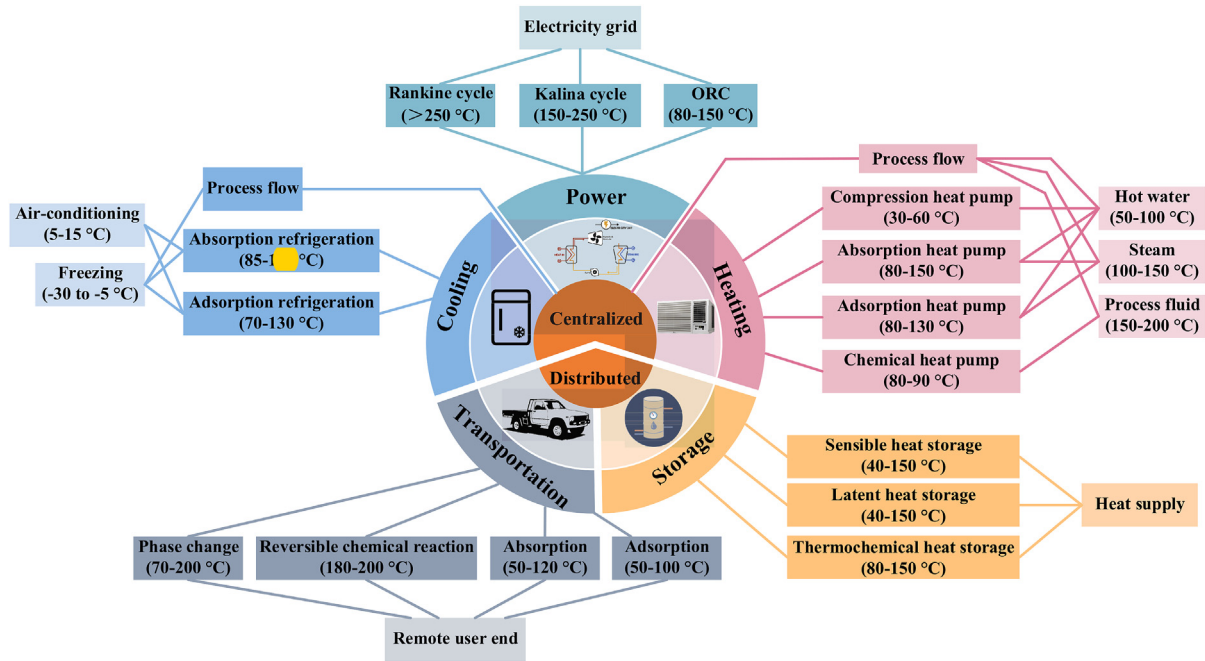 Electricity grid
Rankine cycle
(>250 °C)
Kalina cycle
(150-250 °C)
ORC
(80-150 °C)
Power
Process flow
Air-conditioning
(5-15 °C)
Absorption refrigeration
(85-1 °C)
Freezing
(-30 to -5 °C)
Adsorption refrigeration
(70-130 °C)
Cooling
Process flow
Compression heat pump
(30-60 °C)
Hot water
(50-100 °C)
Absorption heat pump
(80-150 °C)
Steam
(100-150 °C)
Adsorption heat pump
(80-130 °C)
Process fluid
(150-200 °C)
Chemical heat pump
(80-90 °C)
Heating
Centralized
Distributed
Transportation
Storage
Sensible heat storage
(40-150 °C)
Latent heat storage
(40-150 °C)
Heat supply
Thermochemical heat storage
(80-150 °C)
Phase change
(70-200 °C)
Reversible chemical reaction
(180-200 °C)
Absorption
(50-120 °C)
Adsorption
(50-100 °C)
Remote user end